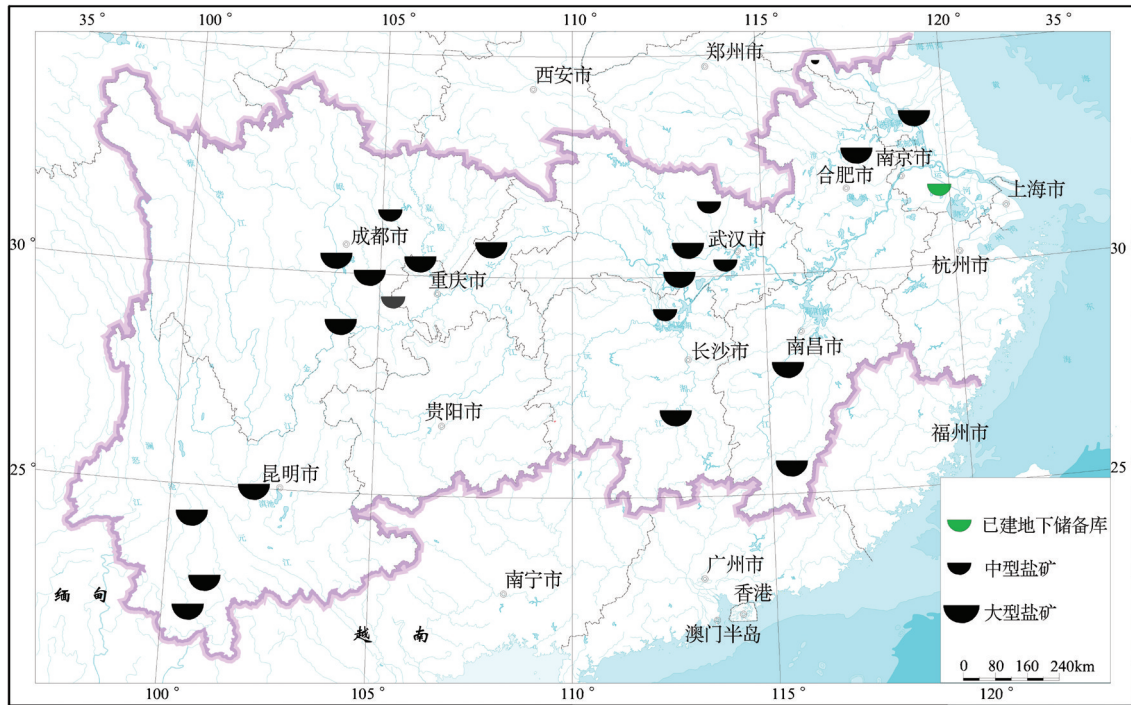 35 °
100 °
105 °
110 °
115 °
120 °
35 °
郑州市
西安市
南京市
合肥市
上海市
30 °
成都市
武汉市
30
杭州市
重庆市
南昌市
长沙市
贵阳市
福州市
25 °
昆明市
25
已建地下储备库
广州市
中型盐矿
南宁市
香港
缅 甸
大型盐矿
越 南
澳门半岛
0 80 160 240km
100 °
105 °
110 °
115 °
120 °